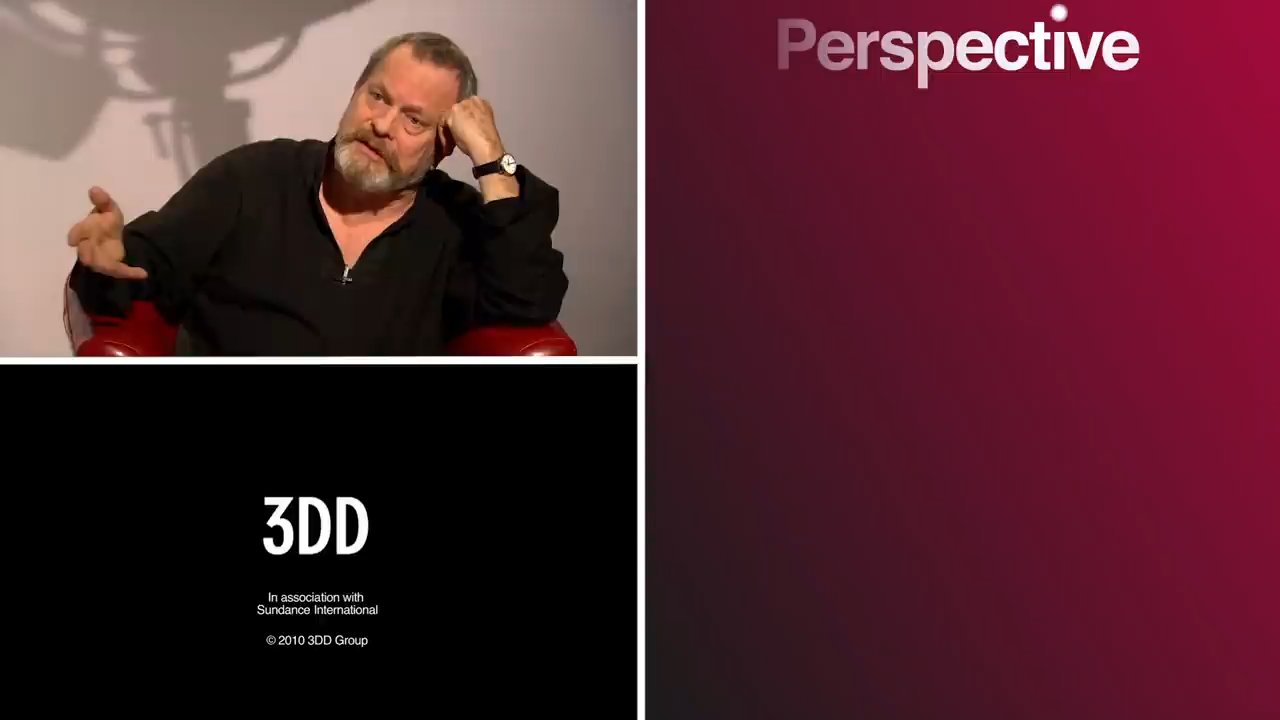 Perspective
3DD
In association with
Sundance International
© 2010 3DD Group